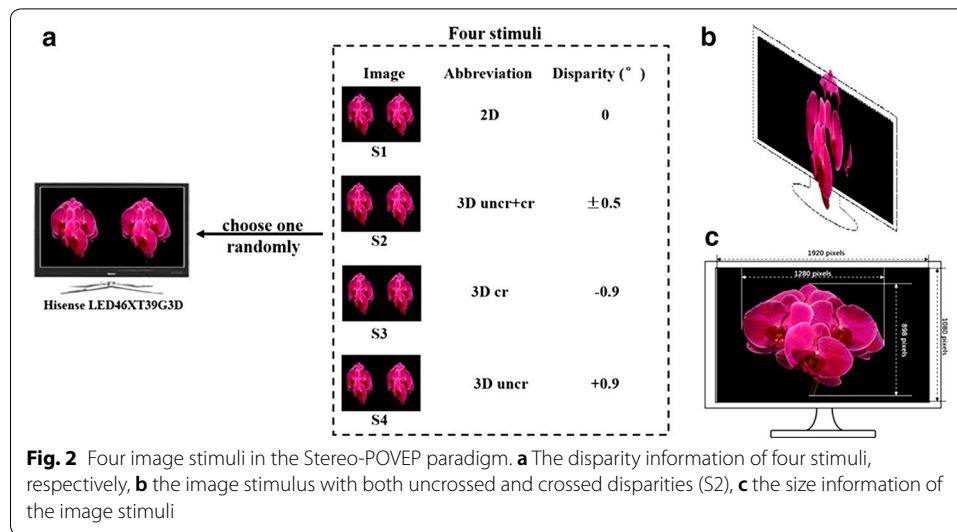 a
Four stimuli
Image Abbreviation Disparity (° )
S1 2D 0
S2 3D uncr+cr ±0.5
S3 3D cr -0.9
S4 3D uncr +0.9
choose one
randomly
Hisense LED46XT39G3D
b
c
1920 pixels
1280 pixels
898 pixels
1080 pixels
Fig. 2 Four image stimuli in the Stereo-POVEP paradigm. a The disparity information of four stimuli,
respectively, b the image stimulus with both uncrossed and crossed disparities (S2), c the size information of
the image stimuli